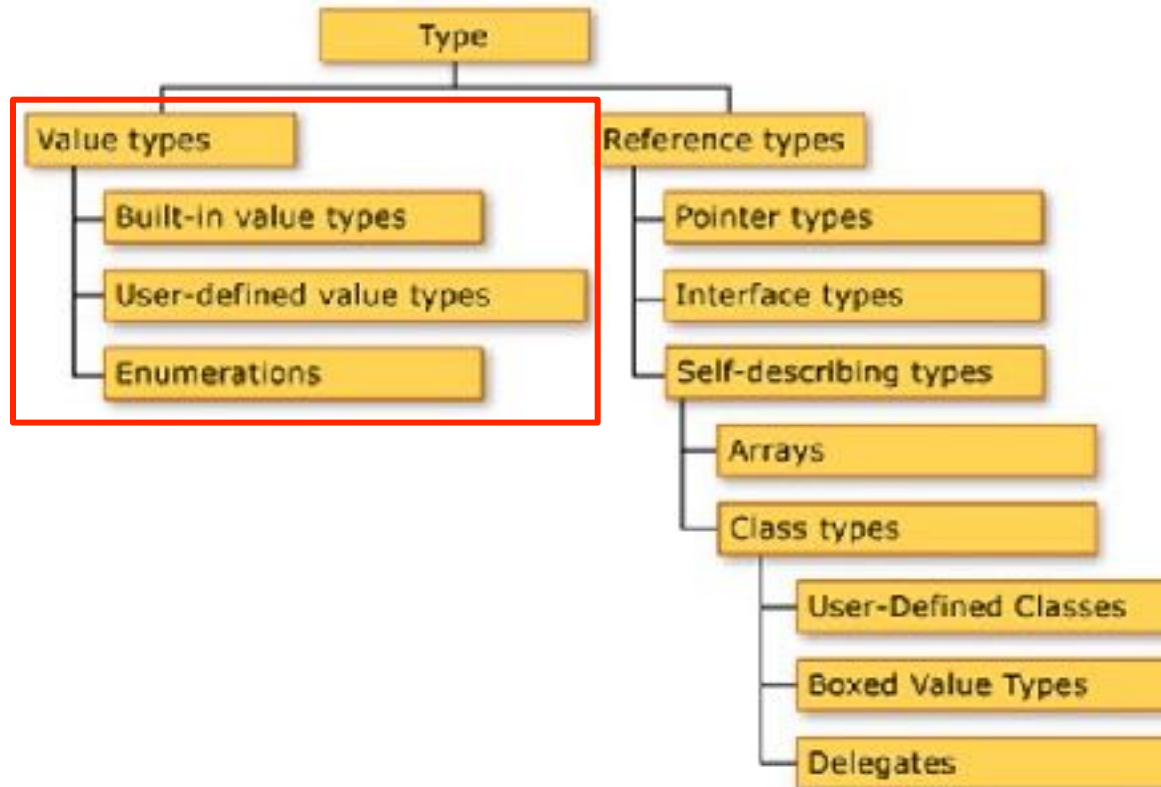 Type
Value types
Built-in value types
User-defined value types
Enumerations
Reference types
Pointer types
Interface types
Self-describing types
Arrays
Class types
User-Defined Classes
Boxed Value Types
Delegates